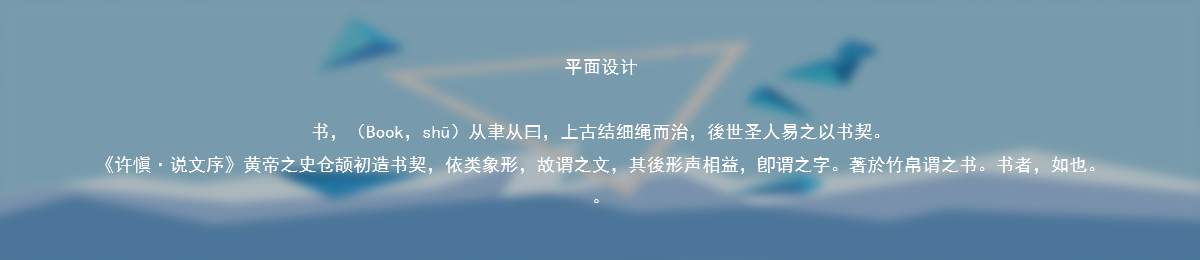 平面设计
书，（Book，shū）从聿从曰，上古结细绳而治，後世圣人易之以书契。
《许慎·说文序》黄帝之史仓颉初造书契，依类象形，故谓之文，其後形声相益，卽谓之字。著於竹帛谓之书。书者，如也。
。